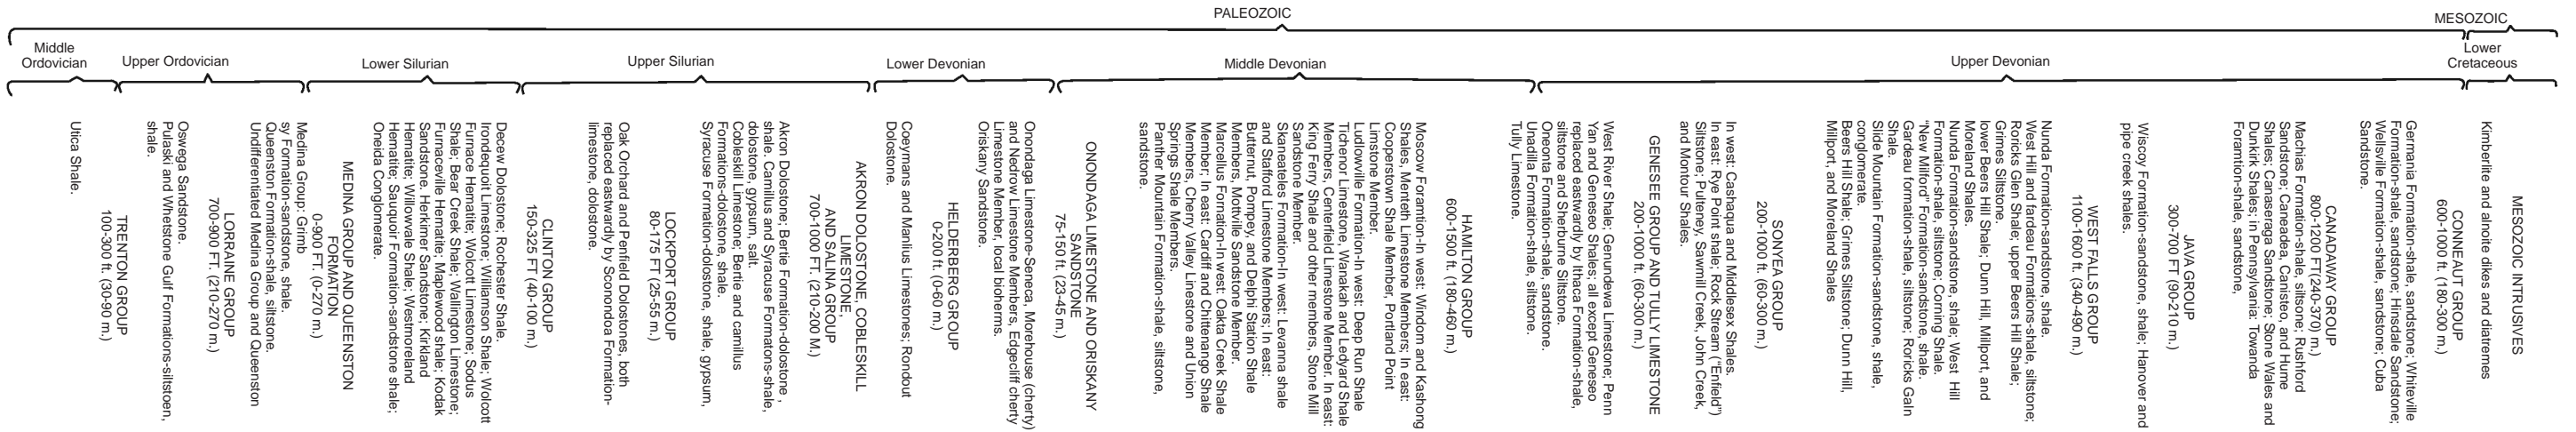 PALEOZOIC
MESOZOIC
Middle
Ordovician
Upper Ordovician
Lower Silurian
Upper Silurian
Lower Devonian
Middle Devonian
Upper Devonian
Lower
Cretaceous
MESOZOIC INTRUSIVES
Kimberlite and alnoite dikes and diatremes
CONNEAUT GROUP
600-1000 ft. (180-300 m.)
Germania Formation-shale, sandstone; Whiteville
Formation-shale, sandstone; Hinsdale Sandstone;
Wellsville Formation-shale, sandstone; Cuba
Sandstone.
CANADAWAY GROUP
800-1200 FT(240-370) m.)
Machias Formation-shale, siltstone; Rushford
Sandstone; Caneadea, Canisteo, and Hume
Shales; Canaseraga Sandstone; Stone Wales and
Dunkirk Shales; in Pennsylvania: Towanda
Foramtion-shale, sandstone,
JAVA GROUP
300-700 FT (90-210 m.)
Wiscoy Formation-sandstone, shale; Hanover and
pipe creek shales.
WEST FALLS GROUP
1100-1600 ft. (340-490 m.)
Nunda Formation-sandstone, shale.
West Hill and fardeau Formations-shale, siltstone;
Roricks Glen Shale; upper Beers Hill Shale;
Grimes Siltstone.
lower Beers Hill Shale; Dunn Hill, Millport, and
Moreland Shales.
Nunda Formation-sandstone, shale; West Hill
Formation-shale, siltstone; Corning Shale.
"New Milford" Formation-sandstone, shale.
Gardeau formation-shale, siltstone; Roricks Galn
Shale.
Slide Mountain Formation-sandstone, shale,
conglomerate.
Beers Hill Shale; Grimes Siltstone; Dunn Hill,
Millport, and Moreland Shales
SONYEA GROUP
200-1000 ft. (60-300 m.)
In west: Cashaqua and Middlesex Shales.
In east: Rye Point shale; Rock Stream ("Enfield")
Siltstone; Pulteney, Sawmill Creek, John Creek,
and Montour Shales.
GENESEE GROUP AND TULLY LIMESTONE
200-1000 ft. (60-300 m.)
West River Shale; Genundewa Limestone; Penn
Yan and Geneseo Shales; all except Geneseo
replaced eastwardly by Ithaca Formation-shale,
siltstone and Sherburne Siltstone.
Oneonta Formation-shale, sandstone.
Unadilla Formation-shale, siltstone.
Tully Limestone.
HAMILTON GROUP
600-1500 ft. (180-460 m.)
Moscow Foramtion-In west: Windom and Kashong
Shales, Menteth Limestone Members; In east:
Cooperstown Shale Member, Portland Point
Limstone Member.
Ludlowville Formation-In west: Deep Run Shale
Tichenor Limestone, Wanakah and Ledyard Shale
Members, Centerfield Limestone Member. In east:
King Ferry Shale and other members, Stone Mill
Sandstone Member.
Skaneateles Formation-In west: Levanna shale
and Stafford Limestone Members; In east:
Butternut, Pompey, and Delphi Station Shale
Members, Mottville Sandstone Member.
Marcellus Formation-In west: Oakta Creek Shale
Member; In east: Cardiff and Chittenango Shale
Members, Cherry Valley Linestone and Union
Springs Shale Members.
Panther Mountain Formation-shale, siltstone,
sandstone.
ONONDAGA LIMESTONE AND ORISKANY
SANDSTONE
75-150 ft. (23-45 m.)
Onondaga Limestone-Seneca, Morehouse (cherty)
and Nedrow Limestone Members, Edgecliff cherty
Limestone Member, local bioherms.
Oriskany Sandstone.
HELDERBERG GROUP
0-200 ft. (0-60 m.)
Coeymans and Manlius Limestones; Rondout
Dolostone.
AKRON DOLOSTONE, COBLESKILL
LIMESTONE,
AND SALINA GROUP
700-1000 FT. (210-200 M.)
Akron Dolostone; Bertie Formation-dolostone ,
shale. Camillus and Syracuse Formatons-shale,
dolostone, gypsum, salt.
Cobleskill Limestone; Bertie and camillus
Formations-dolostone, shale.
Syracuse Formation-dolostone, shale, gypsum,
LOCKPORT GROUP
80-175 FT (25-55 m.)
Oak Orchard and Penfield Dolostones, both
replaced eastwardly by Sconondoa Formation-
limestone, dolostone.
CLINTON GROUP
150-325 FT (40-100 m.)
Decew Dolostone; Rochester Shale.
Irondequoit Limestone; Williamson Shale; Wolcott
Furnace Hematite; Wolcott Limestone; Sodus
Shale; Bear Creek Shale; Wallington Limestone;
Furnaceville Hematite; Maplewood shale; Kodak
Sandstone. Herkimer Sandstone; Kirkland
Hematite; Willowvale Shale; Westmoreland
Hematite; Sauquoir Formation-sandstone shale;
Oneida Conglomerate.
MEDINA GROUP AND QUEENSTON
FORMATION
0-900 FT. (0-270 m.)
Medina Group: Grimb
sy Formation-sandstone, shale.
Queenston Formation-shale, siltstone.
Undifferentiated Medina Group and Queenston
LORRAINE GROUP
700-900 FT. (210-270 m.)
Oswega Sandstone.
Pulaski and Whetstone Gulf Formations-siltstoen,
shale.
TRENTON GROUP
100-300 ft. (30-90 m.)
Utica Shale.